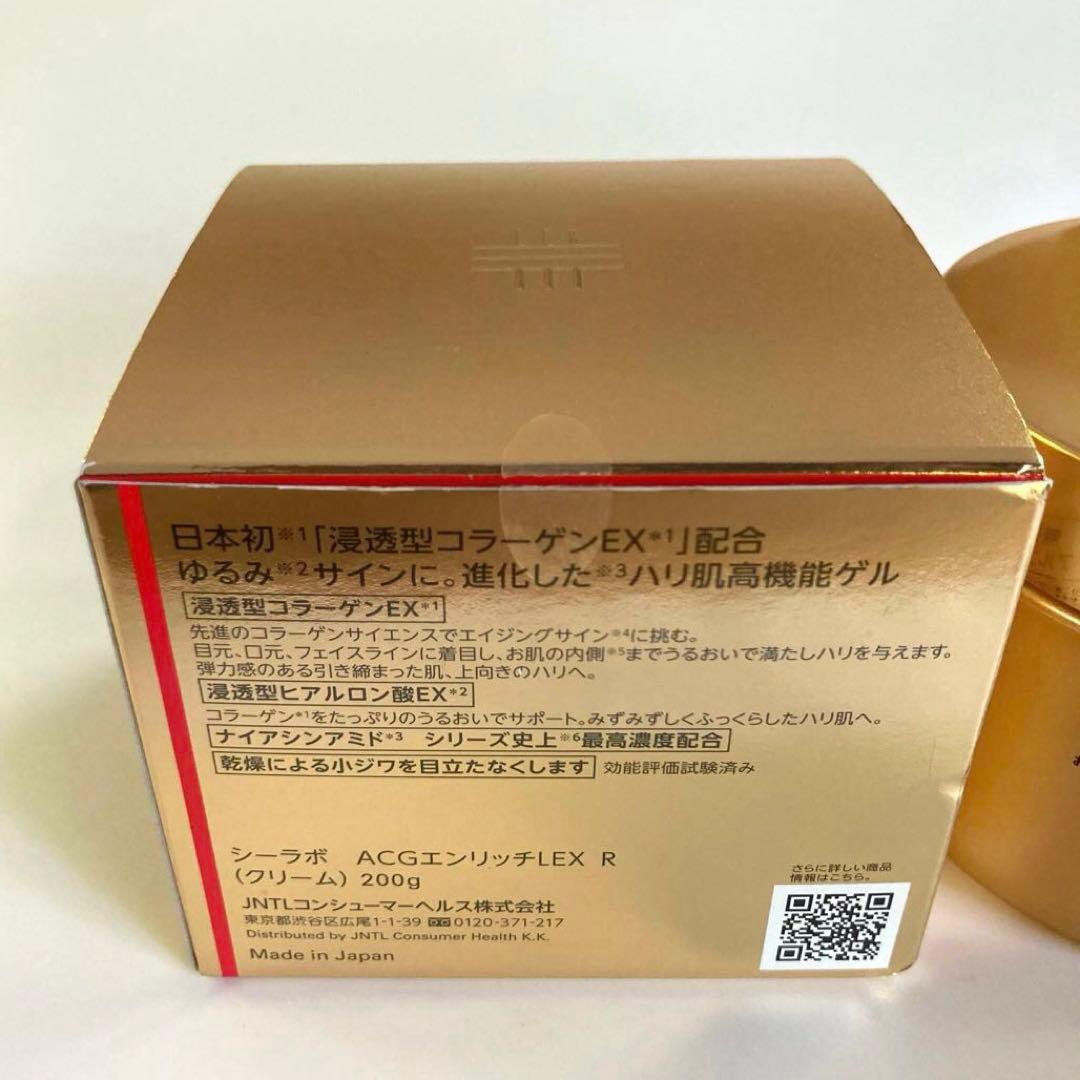 日本初※1「浸透型コラーゲンEX*1」配合
ゆるみ※2サインに。進化した※3ハリ肌高機能ゲル
浸透型コラーゲンEX*1
先進のコラーゲンサイエンスでエイジングサイン※4に挑む。
目元、口元、フェイスラインに着目し、お肌の内側※5までうるおいで満たしハリを与えます。
弾力感のある引き締まった肌、上向きのハリへ。
浸透型ヒアルロン酸EX*2
コラーゲン*1をたっぷりのうるおいでサポート。みずみずしくふっくらしたハリ肌へ。
ナイアシンアミド*3 シリーズ史上※6最高濃度配合
乾燥による小ジワを目立たなくします 効能評価試験済み
シーラボ ACGエンリッチLEX R
(クリーム) 200g
JNTLコンシューマーヘルス株式会社
東京都渋谷区広尾1-1-39 0120-371-217
Distributed by JNTL Consumer Health K.K.
Made in Japan
さらに詳しい商品
情報はこちら。